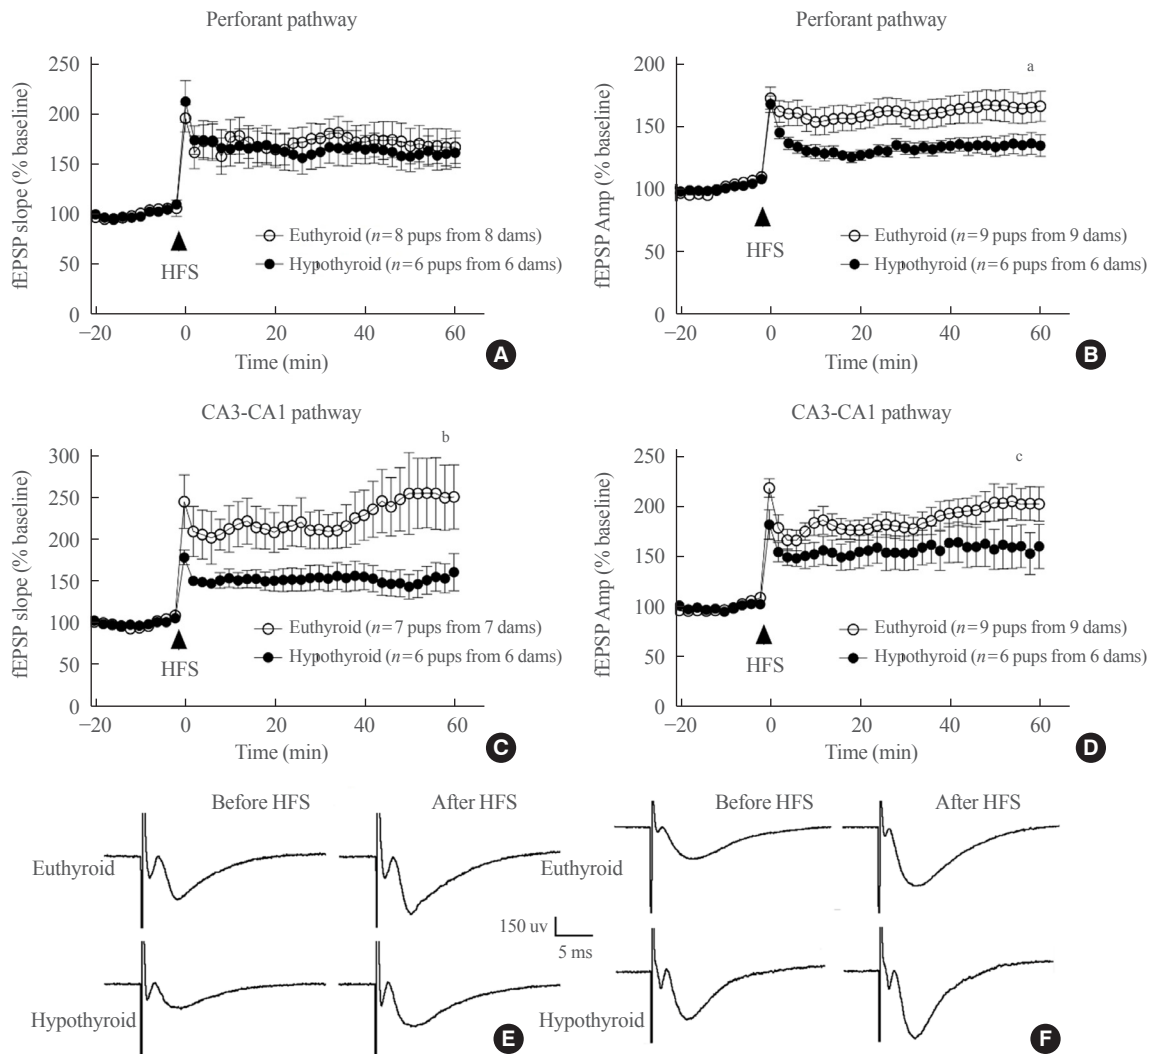 Perforant pathway
250
200
150
100
50
0
fEPSP slope (% baseline)
Euthyroid (n=8 pups from 8 dams)
Hypothyroid (n=6 pups from 6 dams)
HFS
−20 0 20 40 60
Time (min)
A
Perforant pathway
a
200
150
100
50
0
fEPSP Amp (% baseline)
HFS
Euthyroid (n=9 pups from 9 dams)
Hypothyroid (n=6 pups from 6 dams)
−20 0 20 40 60
Time (min)
B
CA3-CA1 pathway
b
300
250
200
150
100
50
0
fEPSP slope (% baseline)
Euthyroid (n=7 pups from 7 dams)
Hypothyroid (n=6 pups from 6 dams)
HFS
−20 0 20 40 60
Time (min)
C
CA3-CA1 pathway
c
250
200
150
100
50
0
fEPSP Amp (% baseline)
Euthyroid (n=9 pups from 9 dams)
Hypothyroid (n=6 pups from 6 dams)
HFS
−20 0 20 40 60
Time (min)
D
Before HFS After HFS
Euthyroid
150 uv
5 ms
Hypothyroid
E
Before HFS After HFS
Euthyroid
Hypothyroid
F